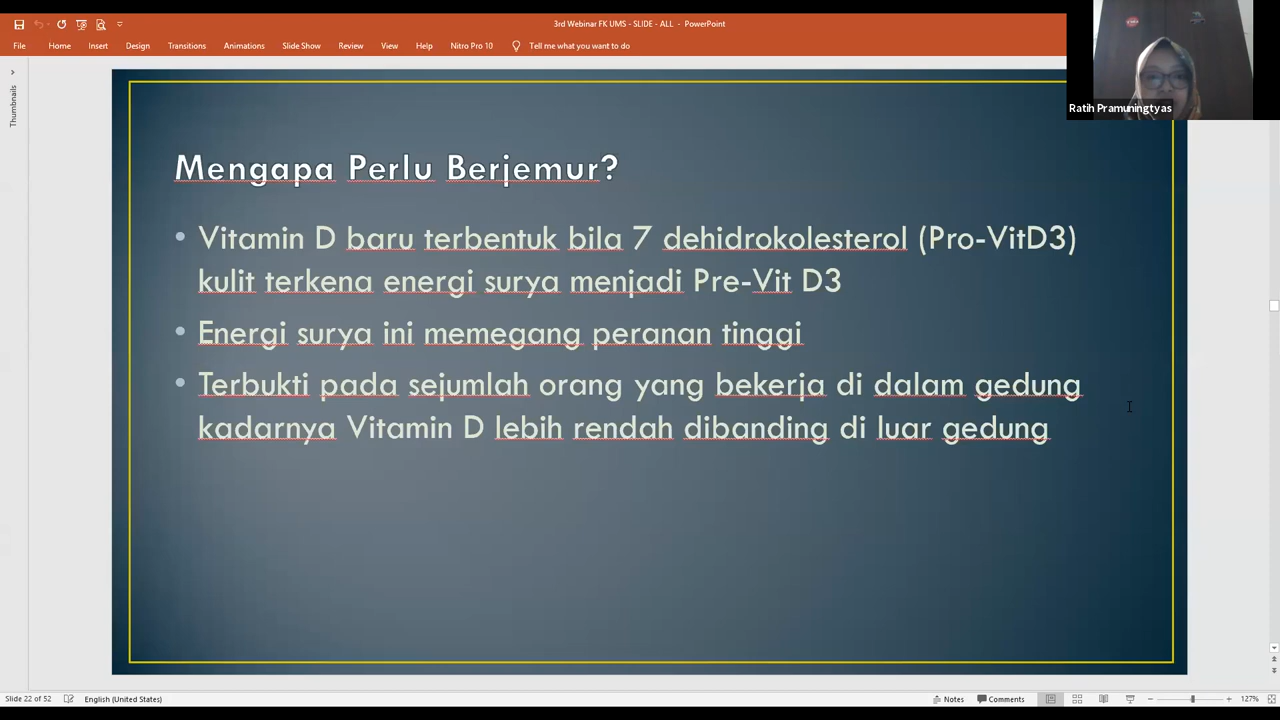 3rd Webinar FK UMS - SLIDE - ALL - PowerPoint
File Home Insert Design Transitions Animations Slide Show Review View Help Nitro Pro 10 Tell me what you want to do
Thumbnails
Ratih Pramuningtyas
Mengapa Perlu Berjemur?
• Vitamin D baru terbentuk bila 7 dehidrokolesterol (Pro-VitD3)
kulit terkena energi surya menjadi Pre-Vit D3
• Energi surya ini memegang peranan tinggi
• Terbukti pada sejumlah orang yang bekerja di dalam gedung
kadarnya Vitamin D lebih rendah dibanding di luar gedung
Slide 22 of 52 English (United States) Notes Comments 127%